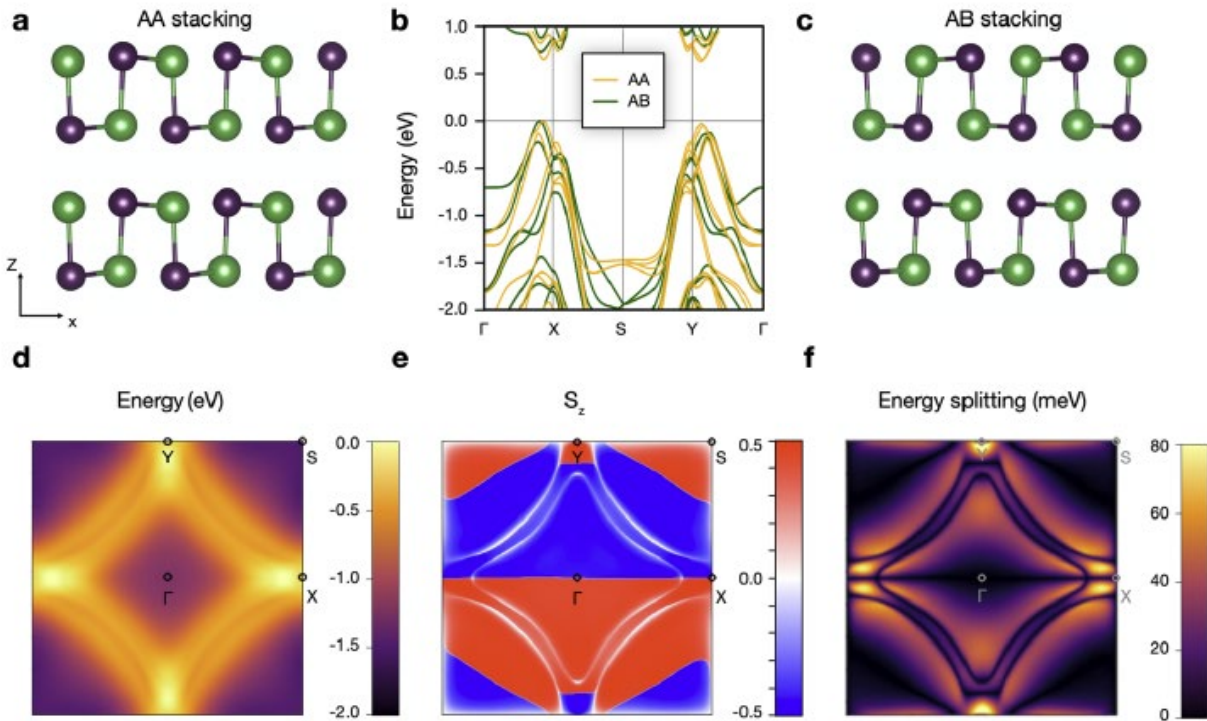 a
AA stacking
Z
x
b
Energy (eV)
1.0
0.5
0.0
-0.5
-1.0
-1.5
-2.0
AA
AB
Γ X S Y Γ
c
AB stacking
d
Energy (eV)
Y
S
Γ
X
0.0
-0.5
-1.0
-1.5
-2.0
e
Sz
Y
S
Γ
X
0.5
0.0
-0.5
f
Energy splitting (meV)
Y
S
Γ
X
80
60
40
20
0